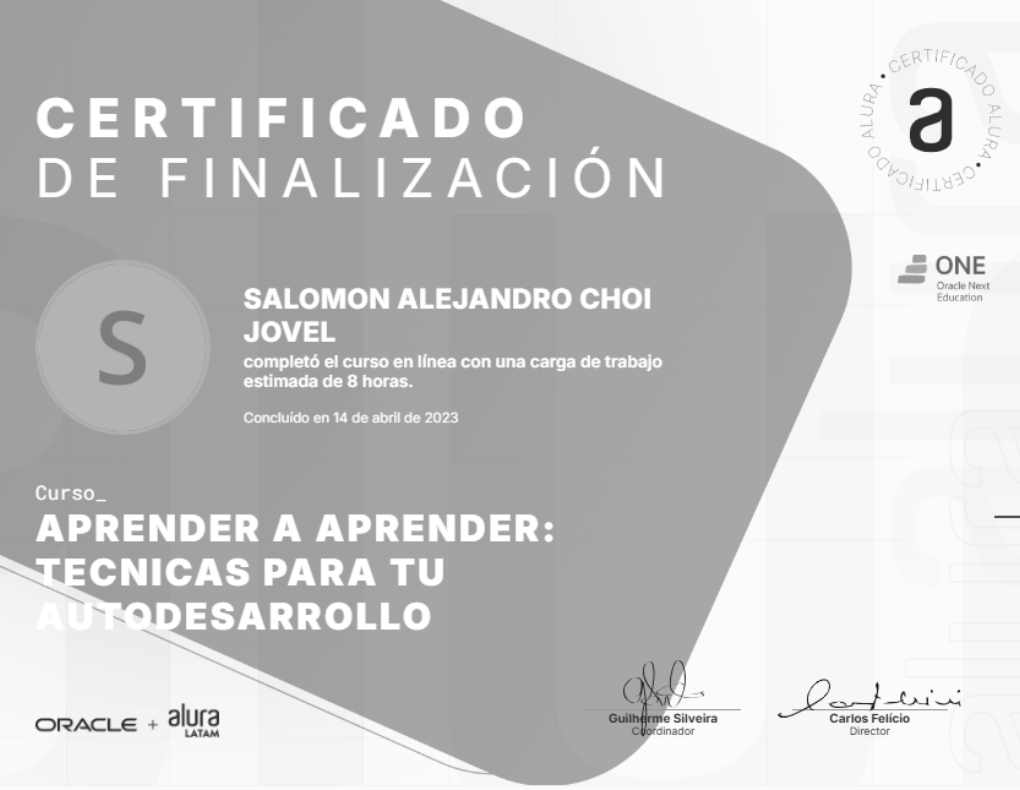 CERTIFICADO
DE FINALIZACIÓN
CERTIFICADO ALURA • CERTIFICADO ALURA •
a
ONE
Oracle Next
Education
S
SALOMON ALEJANDRO CHOI
JOVEL
completó el curso en línea con una carga de trabajo
estimada de 8 horas.
Concluído en 14 de abril de 2023
Curso_
APRENDER A APRENDER:
TECNICAS PARA TU
AUTODESARROLLO
ORACLE + alura
LATAM
Guilherme Silveira
Coordinador
Carlos Felício
Director
alura